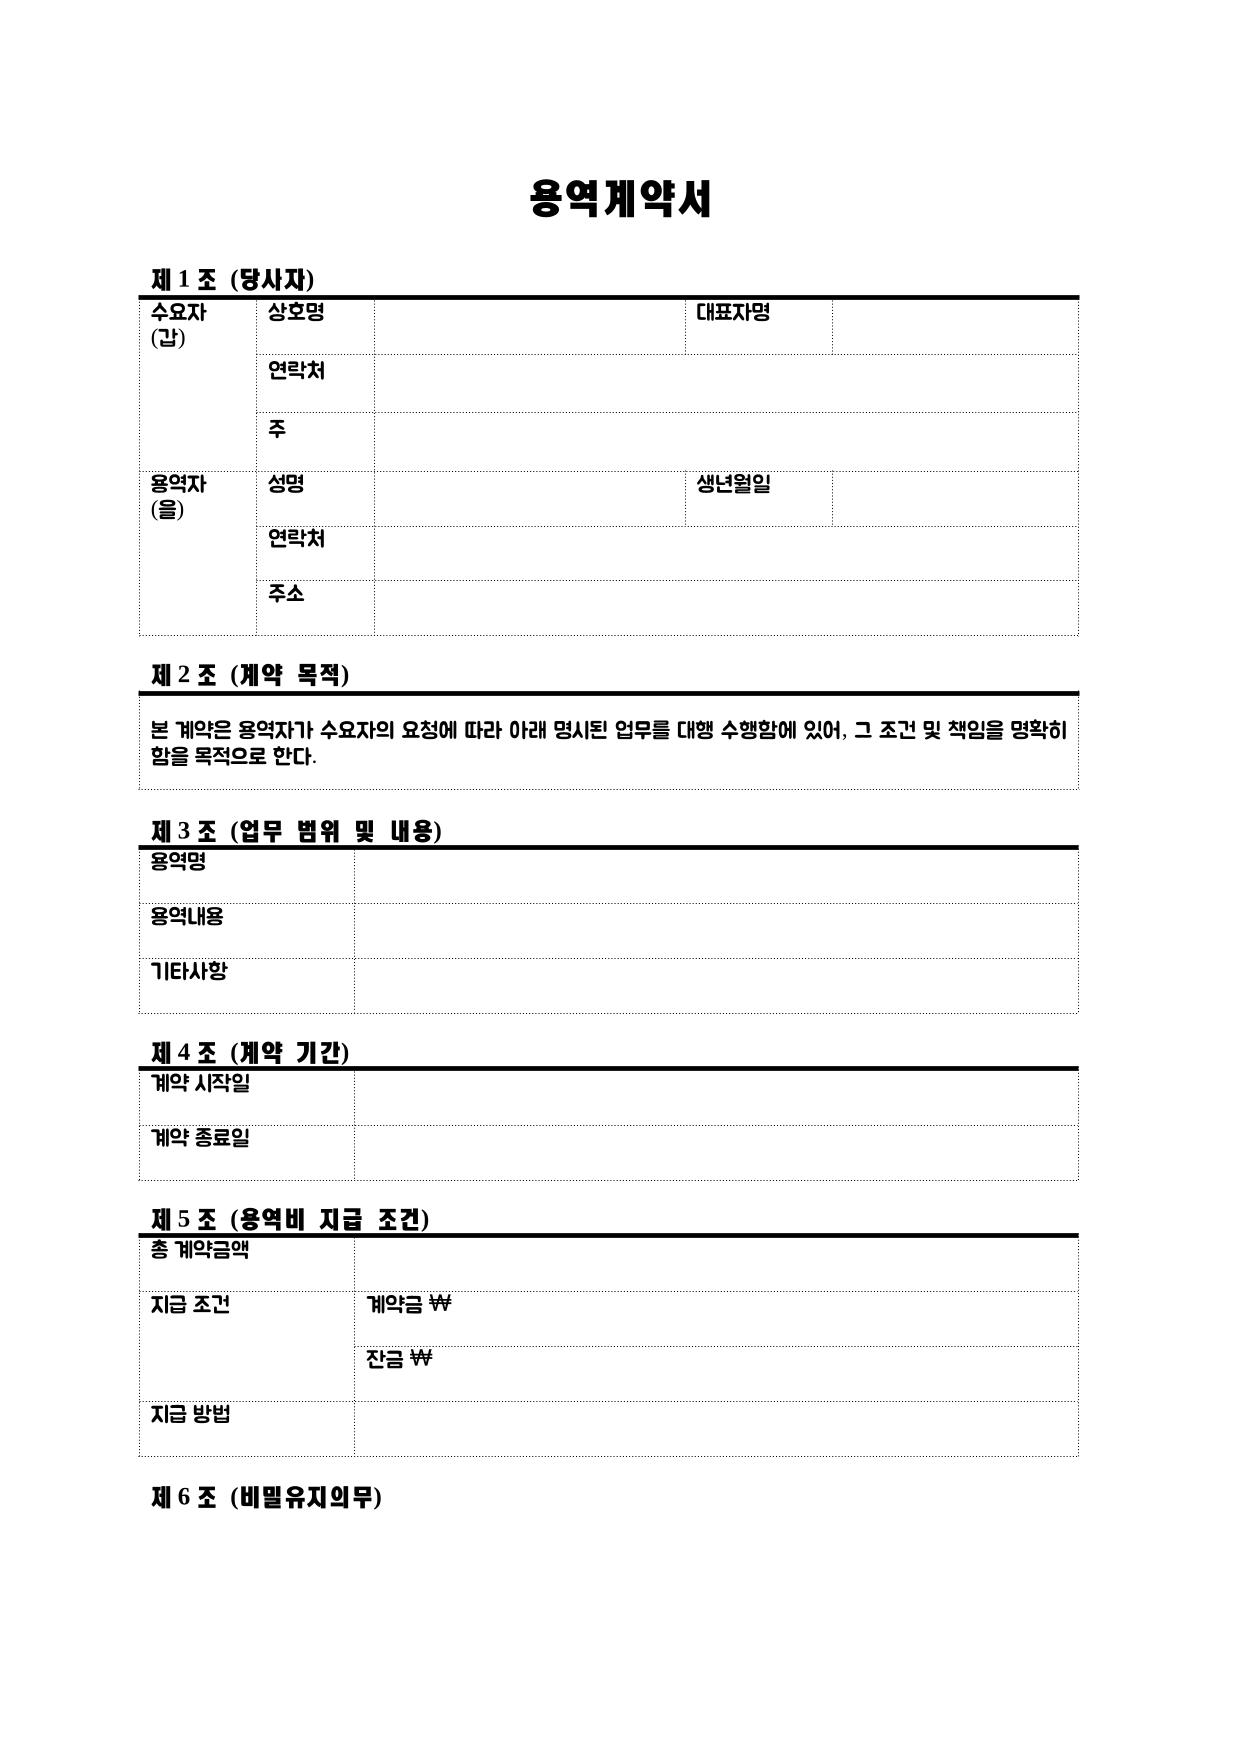 용역계약서
제 1 조 (당사자)
수요자 상호명 대표자명
(갑)
연락처
주
용역자 성명 생년월일
(을)
연락처
주소
제 2 조 (계약 목적)
본 계약은 용역자가 수요자의 요청에 따라 아래 명시된 업무를 대행 수행함에 있어, 그 조건 및 책임을 명확히
함을 목적으로 한다.
제 3 조 (업무 범위 및 내용)
용역명
용역내용
기타사항
제 4 조 (계약 기간)
계약 시작일
계약 종료일
제 5 조 (용역비 지급 조건)
총 계약금액
지급 조건 계약금 ₩
잔금 ₩
지급 방법
제 6 조 (비밀유지의무)